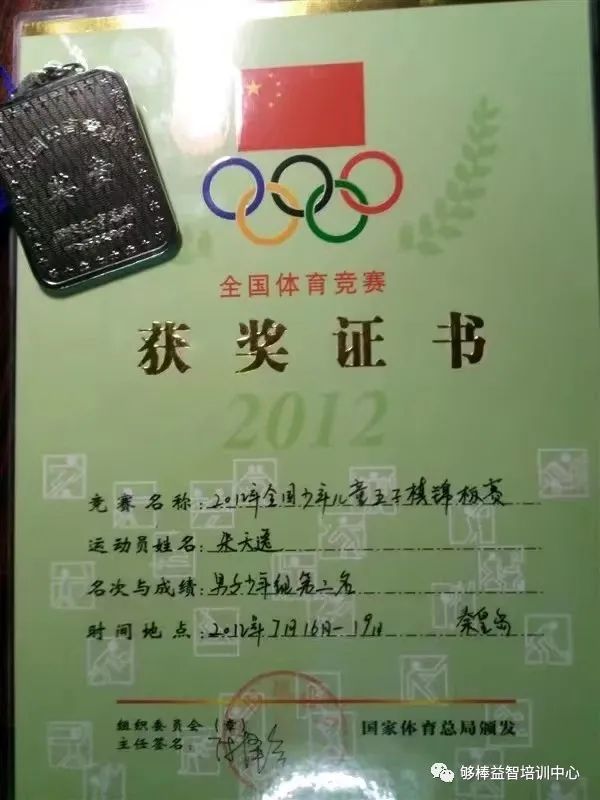 全国体育竞赛
获奖证书
2012
竞赛名称:2012年全国少年儿童五子棋锦标赛
运动员姓名:朱天逸
名次与成绩:男子少年组第二名
时间地点:2012年7月16日-19日 秦皇岛
组织委员会(章)
主任签名:
国家体育总局颁发
够棒益智培训中心